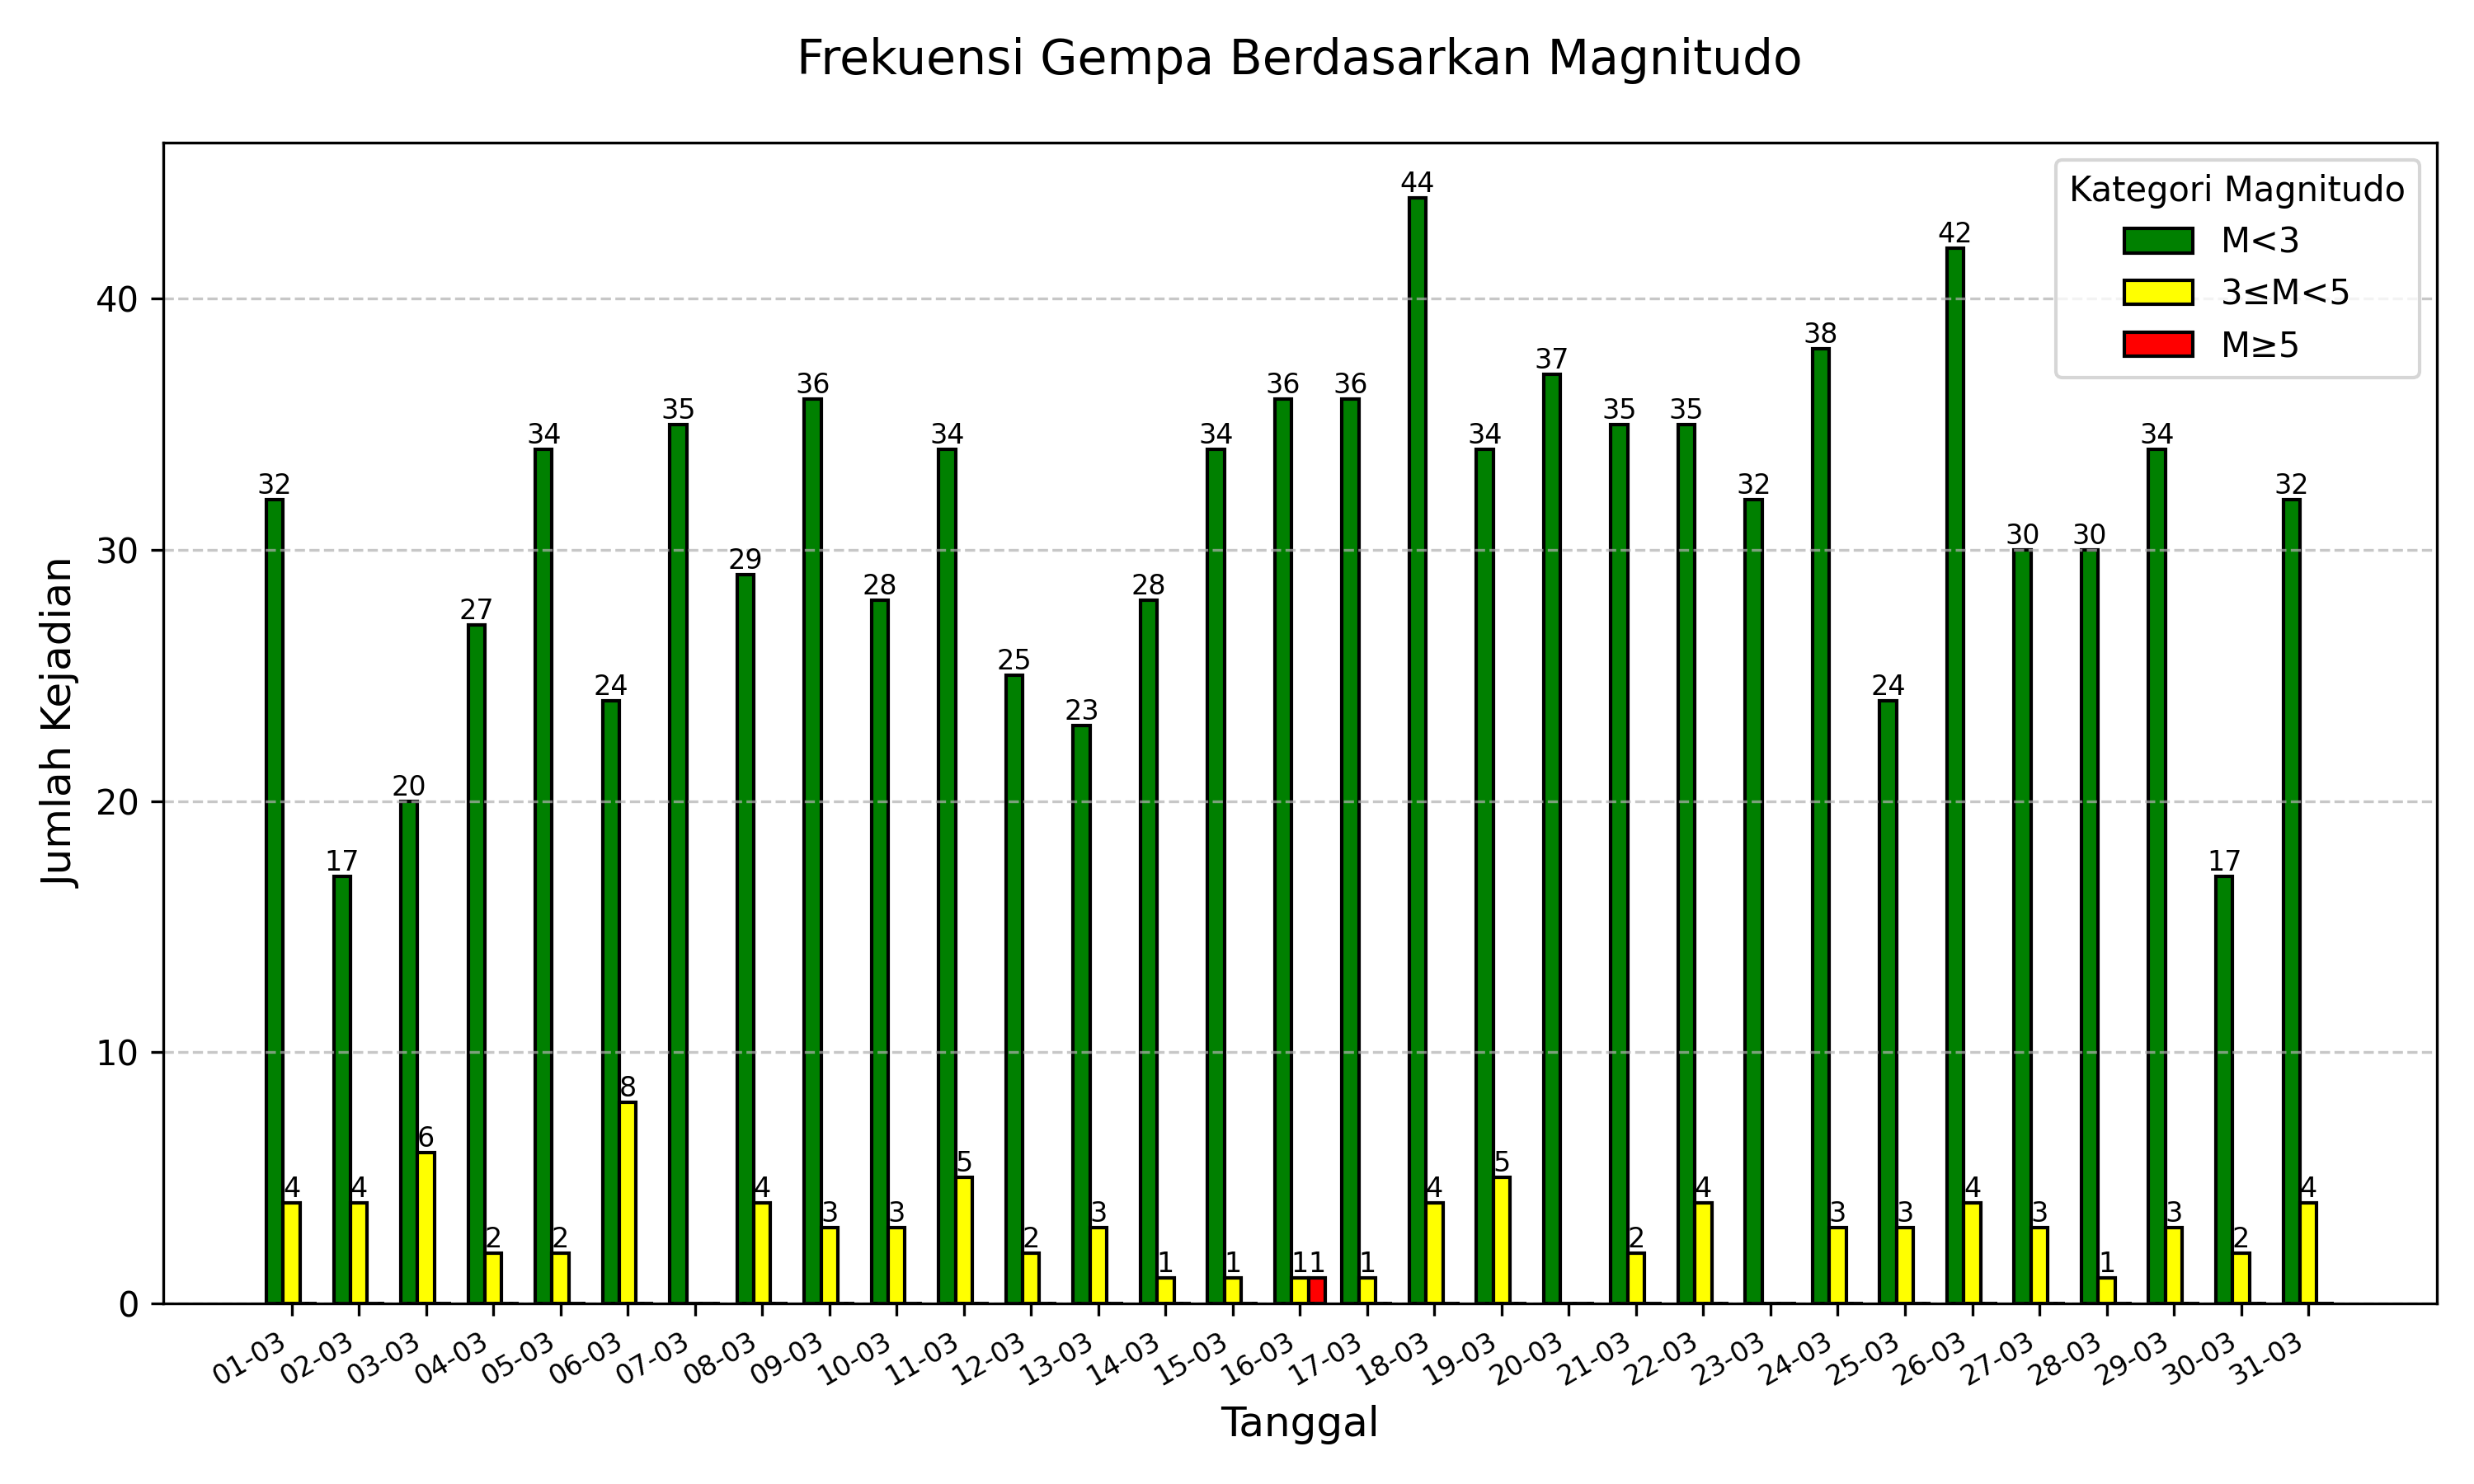 Frekuensi Gempa Berdasarkan Magnitudo
Kategori Magnitudo
M<3
3≤M<5
M≥5
Jumlah Kejadian
40
30
20
10
0
32 17 20 27 34 24 35 29 36 28 34 25 23 28 34 36 36 44 34 37 35 35 32 38 24 42 30 30 34 17 32
4 4 6 2 2 8 4 3 3 5 2 3 1 1 1 1 4 5 2 4 3 3 4 3 1 3 2 4
1
01-03 02-03 03-03 04-03 05-03 06-03 07-03 08-03 09-03 10-03 11-03 12-03 13-03 14-03 15-03 16-03 17-03 18-03 19-03 20-03 21-03 22-03 23-03 24-03 25-03 26-03 27-03 28-03 29-03 30-03 31-03
Tanggal